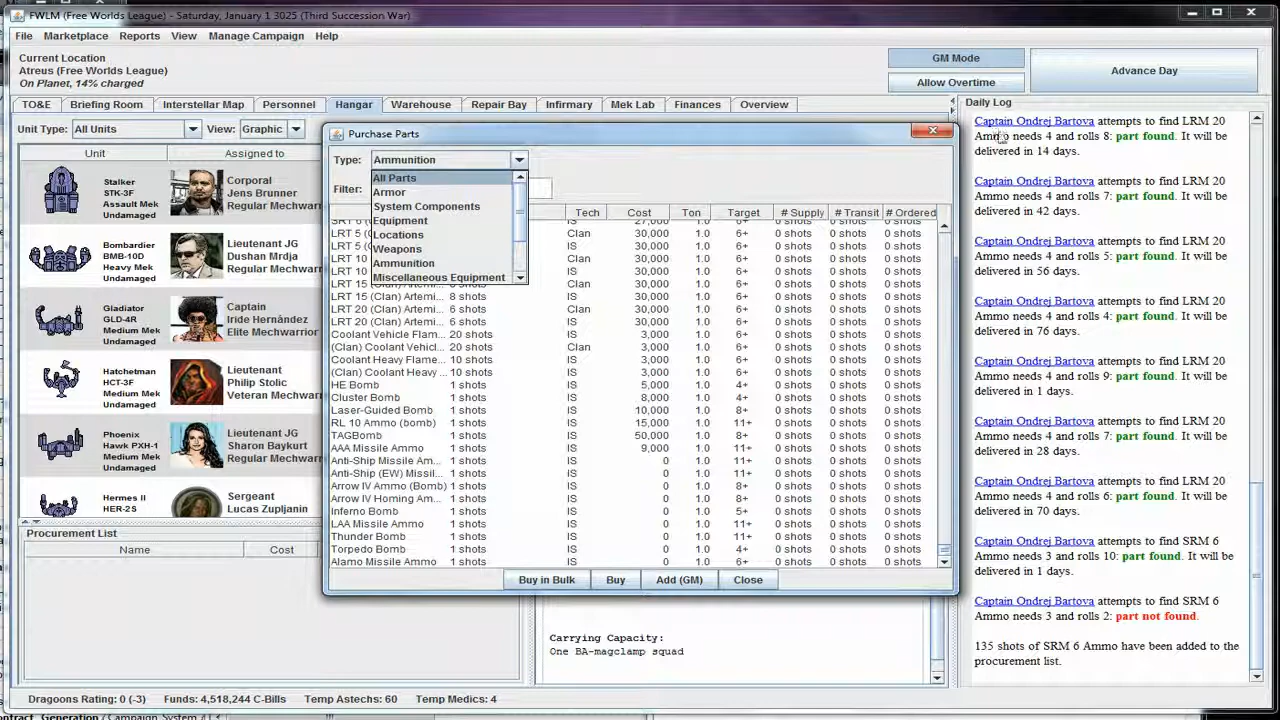 FWLM (Free Worlds League) - Saturday, January 1 3025 (Third Succession War)
File Marketplace Reports View Manage Campaign Help
Current Location
Atreus (Free Worlds League)
On Planet, 14% charged
GM Mode
Allow Overtime
Advance Day
TO&E Briefing Room Interstellar Map Personnel Hangar Warehouse Repair Bay Infirmary Mek Lab Finances Overview
Unit Type: All Units View: Graphic
Unit Assigned to
Stalker
STK-3F
Assault Mek
Undamaged
Corporal
Jens Brunner
Regular Mechwarr
Bombardier
BMB-10D
Heavy Mek
Undamaged
Lieutenant JG
Dushan Mrdja
Regular Mechwarr
Gladiator
GLD-4R
Medium Mek
Undamaged
Captain
Iride Hernández
Elite Mechwarrior
Hatchetman
HCT-3F
Medium Mek
Undamaged
Lieutenant
Philip Stolic
Veteran Mechwarr
Phoenix
Hawk PXH-1
Medium Mek
Undamaged
Lieutenant JG
Sharon Baykurt
Regular Mechwarr
Hermes II
HER-2S
Sergeant
Lucas Zupljanin
Procurement List
Name Cost
Purchase Parts
Type: Ammunition
All Parts
Armor
System Components
Equipment
Locations
Weapons
Ammunition
Miscellaneous Equipment
Filter:
Tech Cost Ton Target # Supply # Transit # Ordered
SRT 6 IS 27,000 1.0 6+ 0 shots 0 shots 0 shots
LRT 5 ( Clan 30,000 1.0 6+ 0 shots 0 shots 0 shots
LRT 5 IS 30,000 1.0 6+ 0 shots 0 shots 0 shots
LRT 10 Clan 30,000 1.0 6+ 0 shots 0 shots 0 shots
LRT 10 IS 30,000 1.0 6+ 0 shots 0 shots 0 shots
LRT 15 Clan 30,000 1.0 6+ 0 shots 0 shots 0 shots
LRT 15 (Clan) Artemi... 8 shots IS 30,000 1.0 6+ 0 shots 0 shots 0 shots
LRT 20 (Clan) Artemi... 6 shots Clan 30,000 1.0 6+ 0 shots 0 shots 0 shots
LRT 20 (Clan) Artemi... 6 shots IS 30,000 1.0 6+ 0 shots 0 shots 0 shots
Coolant Vehicle Flam... 20 shots IS 3,000 1.0 6+ 0 shots 0 shots 0 shots
(Clan) Coolant Vehicl... 20 shots Clan 3,000 1.0 6+ 0 shots 0 shots 0 shots
Coolant Heavy Flame... 10 shots IS 3,000 1.0 6+ 0 shots 0 shots 0 shots
(Clan) Coolant Heavy ... 10 shots IS 3,000 1.0 6+ 0 shots 0 shots 0 shots
HE Bomb 1 shots IS 5,000 1.0 4+ 0 shots 0 shots 0 shots
Cluster Bomb 1 shots IS 8,000 1.0 4+ 0 shots 0 shots 0 shots
Laser-Guided Bomb 1 shots IS 10,000 1.0 8+ 0 shots 0 shots 0 shots
RL 10 Ammo (bomb) 1 shots IS 15,000 1.0 11+ 0 shots 0 shots 0 shots
TAGBomb 1 shots IS 50,000 1.0 8+ 0 shots 0 shots 0 shots
AAA Missile Ammo 1 shots IS 9,000 1.0 11+ 0 shots 0 shots 0 shots
Anti-Ship Missile Am... 1 shots IS 0 1.0 11+ 0 shots 0 shots 0 shots
Anti-Ship (EW) Missil... 1 shots IS 0 1.0 11+ 0 shots 0 shots 0 shots
Arrow IV Ammo (Bomb) 1 shots IS 0 1.0 8+ 0 shots 0 shots 0 shots
Arrow IV Homing Am... 1 shots IS 0 1.0 8+ 0 shots 0 shots 0 shots
Inferno Bomb 1 shots IS 0 1.0 5+ 0 shots 0 shots 0 shots
LAA Missile Ammo 1 shots IS 0 1.0 11+ 0 shots 0 shots 0 shots
Thunder Bomb 1 shots IS 0 1.0 11+ 0 shots 0 shots 0 shots
Torpedo Bomb 1 shots IS 0 1.0 4+ 0 shots 0 shots 0 shots
Alamo Missile Ammo 1 shots IS 0 1.0 11+ 0 shots 0 shots 0 shots
Buy in Bulk Buy Add (GM) Close
Carrying Capacity:
One BA-magclamp squad
Daily Log
Captain Ondrej Bartova attempts to find LRM 20
Ammo needs 4 and rolls 8: part found. It will be
delivered in 14 days.
Captain Ondrej Bartova attempts to find LRM 20
Ammo needs 4 and rolls 7: part found. It will be
delivered in 42 days.
Captain Ondrej Bartova attempts to find LRM 20
Ammo needs 4 and rolls 5: part found. It will be
delivered in 56 days.
Captain Ondrej Bartova attempts to find LRM 20
Ammo needs 4 and rolls 4: part found. It will be
delivered in 76 days.
Captain Ondrej Bartova attempts to find LRM 20
Ammo needs 4 and rolls 9: part found. It will be
delivered in 1 days.
Captain Ondrej Bartova attempts to find LRM 20
Ammo needs 4 and rolls 7: part found. It will be
delivered in 28 days.
Captain Ondrej Bartova attempts to find LRM 20
Ammo needs 4 and rolls 6: part found. It will be
delivered in 70 days.
Captain Ondrej Bartova attempts to find SRM 6
Ammo needs 3 and rolls 10: part found. It will be
delivered in 1 days.
Captain Ondrej Bartova attempts to find SRM 6
Ammo needs 3 and rolls 2: part not found.
135 shots of SRM 6 Ammo have been added to the
procurement list.
Dragoons Rating: 0 (-3) Funds: 4,518,244 C-Bills Temp Astechs: 60 Temp Medics: 4